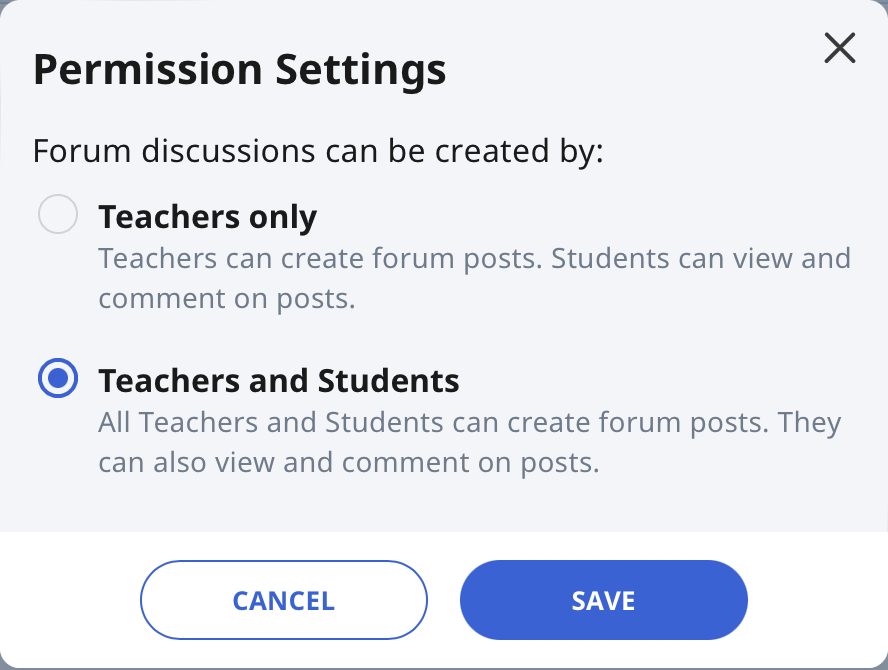 Permission Settings
Forum discussions can be created by:
Teachers only
Teachers can create forum posts. Students can view and
comment on posts.
Teachers and Students
All Teachers and Students can create forum posts. They
can also view and comment on posts.
CANCEL
SAVE